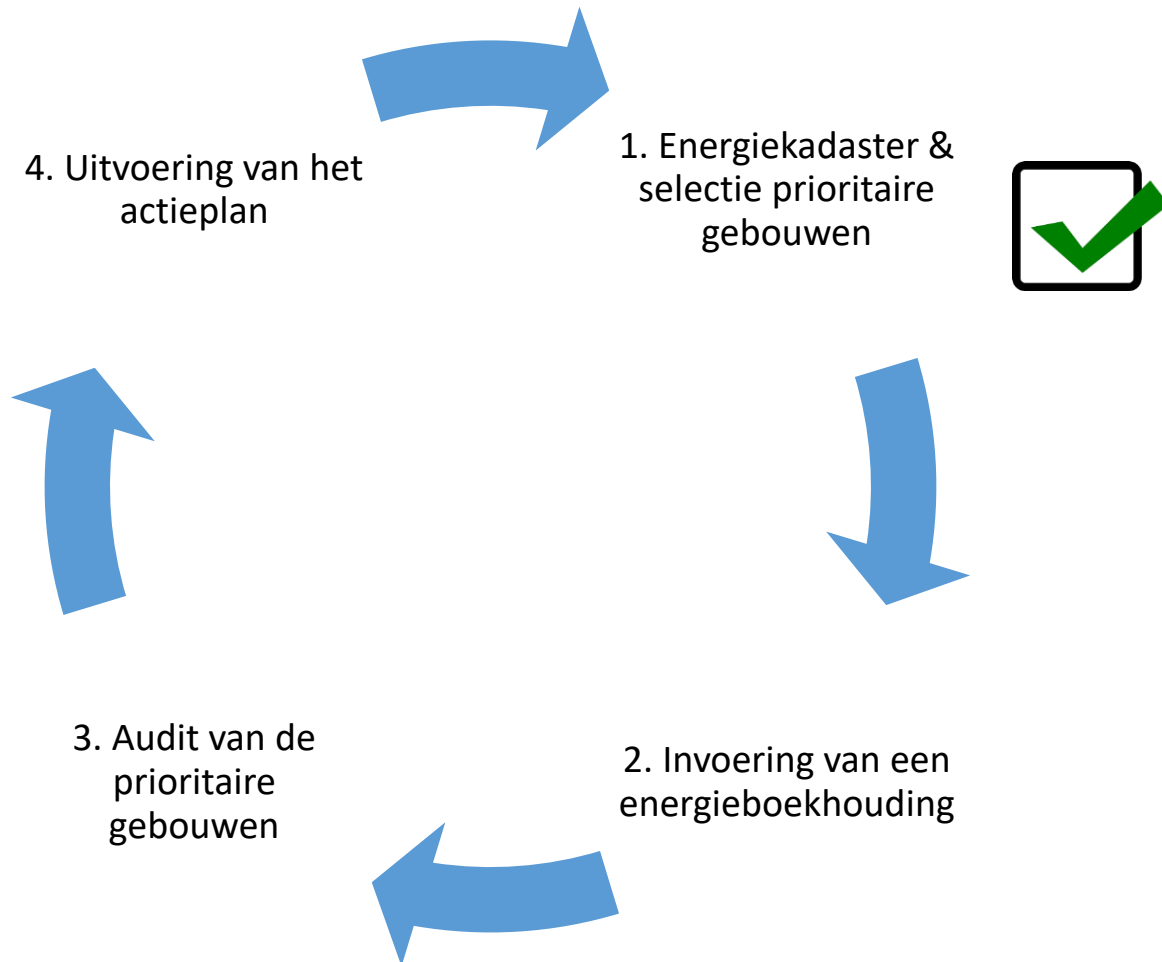 1. Energiekadaster &
selectie prioritaire
gebouwen
2. Invoering van een
energieboekhouding
3. Audit van de
prioritaire
gebouwen
4. Uitvoering van het
actieplan